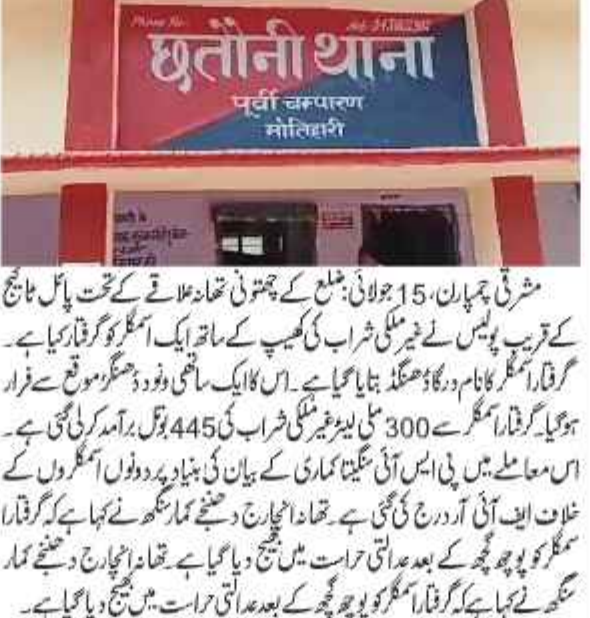 छतौनी थाना
पूर्वी चम्पारण
मोतिहारी
مشرقی چمپارن، 15 جولائی: ضلع کے چھتونی تھانہ علاقے کے تحت پائل ٹاکیج
کے قریب پولیس نے غیر ملکی شراب کی کھیپ کے ساتھ ایک اسمگلر کو گرفتار کیا ہے۔
گرفتار اسمگلر کا نام درگا ڈھنگڈ بتایا گیا ہے۔ اس کا ایک ساتھی ونود ڈھنگڑ موقع سے فرار
ہو گیا۔ گرفتار اسمگلر سے 300 ملی لیٹر غیر ملکی شراب کی 445 بوتل برآمد کر لی گئی ہے۔
اس معاملے میں پی ایس آئی سنگیتا کماری کے بیان کی بنیاد پر دونوں اسمگلروں کے
خلاف ایف آئی آر درج کی گئی ہے۔ تھانہ انچارج دھننجے کمار سنگھ نے کہا ہے کہ گرفتار ا
سمگلر کو پوچھ گچھ کے بعد عدالتی حراست میں بھیج دیا گیا ہے۔ تھانہ انچارج دھننجے کمار
سنگھ نے کہا ہے کہ گرفتار اسمگلر کو پوچھ گچھ کے بعد عدالتی حراست میں بھیج دیا گیا ہے۔